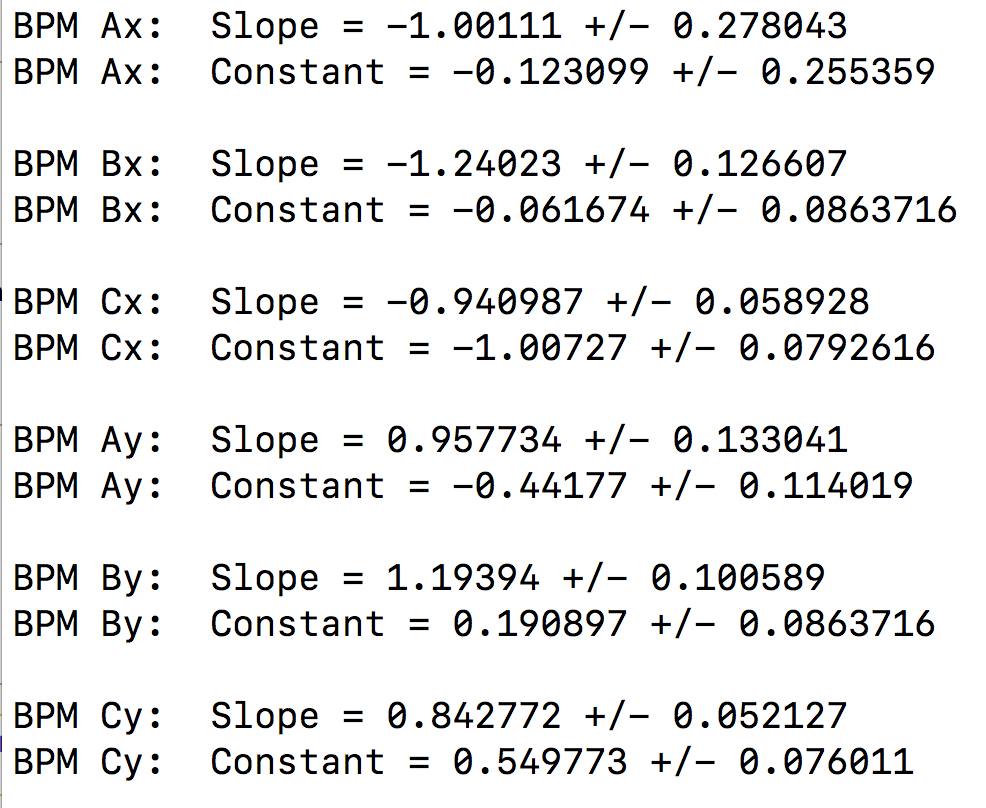 BPM Ax:  Slope = -1.00111 +/- 0.278043
BPM Ax:  Constant = -0.123099 +/- 0.255359
BPM Bx:  Slope = -1.24023 +/- 0.126607
BPM Bx:  Constant = -0.061674 +/- 0.0863716
BPM Cx:  Slope = -0.940987 +/- 0.058928
BPM Cx:  Constant = -1.00727 +/- 0.0792616
BPM Ay:  Slope = 0.957734 +/- 0.133041
BPM Ay:  Constant = -0.44177 +/- 0.114019
BPM By:  Slope = 1.19394 +/- 0.100589
BPM By:  Constant = 0.190897 +/- 0.0863716
BPM Cy:  Slope = 0.842772 +/- 0.052127
BPM Cy:  Constant = 0.549773 +/- 0.076011